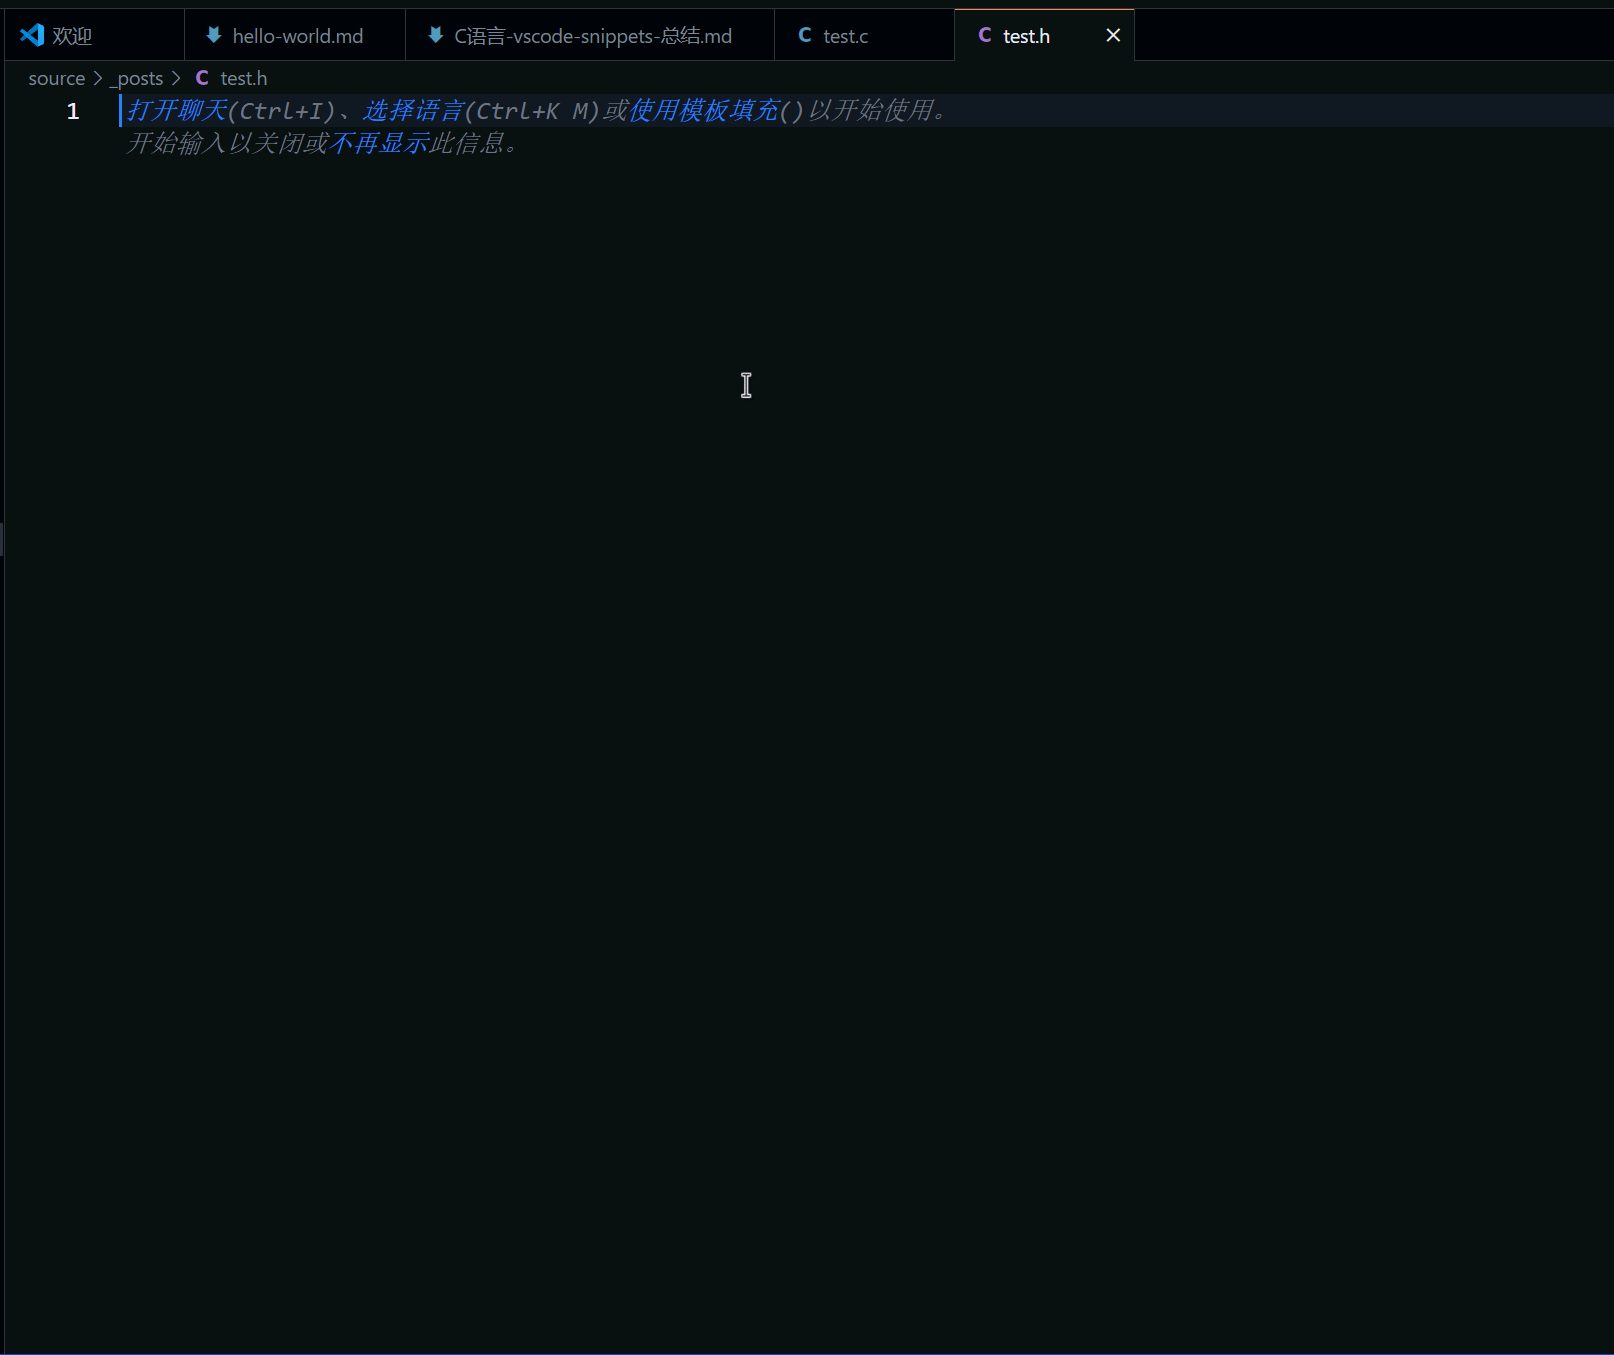 欢迎 hello-world.md C语言-vscode-snippets-总结.md C test.c C test.h
source > _posts > C test.h
1 打开聊天(Ctrl+I)、选择语言(Ctrl+K M)或使用模板填充()以开始使用。
开始输入以关闭或不再显示此信息。